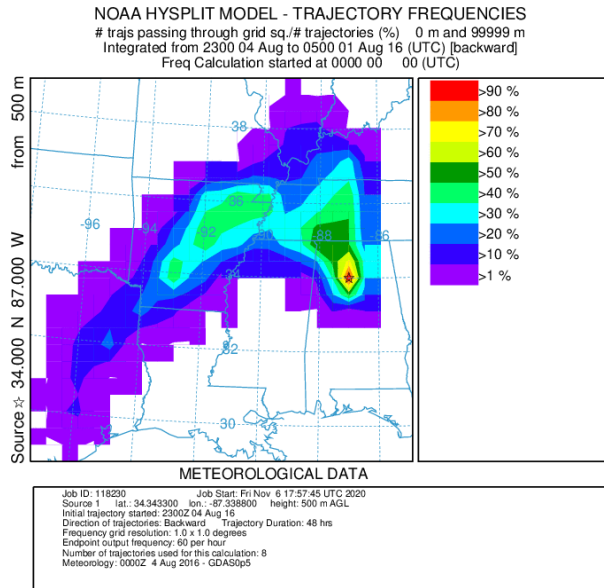 NOAA HYSPLIT MODEL - TRAJECTORY FREQUENCIES
# trajs passing through grid sq./# trajectories (%) 0 m and 99999 m
Integrated from 2300 04 Aug to 0500 01 Aug 16 (UTC) [backward]
Freq Calculation started at 0000 00 00 (UTC)
Source ☆ 34.000 N 87.000 W from 500 m
>90 %
>80 %
>70 %
>60 %
>50 %
>40 %
>30 %
>20 %
>10 %
>1 %
38
36
-96
-94
-92
-90
-88
-86
34
32
30
METEOROLOGICAL DATA
Job ID: 118230 Job Start: Fri Nov 6 17:57:45 UTC 2020
Source 1 lat.: 34.343300 lon.: -87.338800 height: 500 m AGL
Initial trajectory started: 2300Z 04 Aug 16
Direction of trajectories: Backward Trajectory Duration: 48 hrs
Frequency grid resolution: 1.0 x 1.0 degrees
Endpoint output frequency: 60 per hour
Number of trajectories used for this calculation: 8
Meteorology: 0000Z 4 Aug 2016 - GDAS0p5